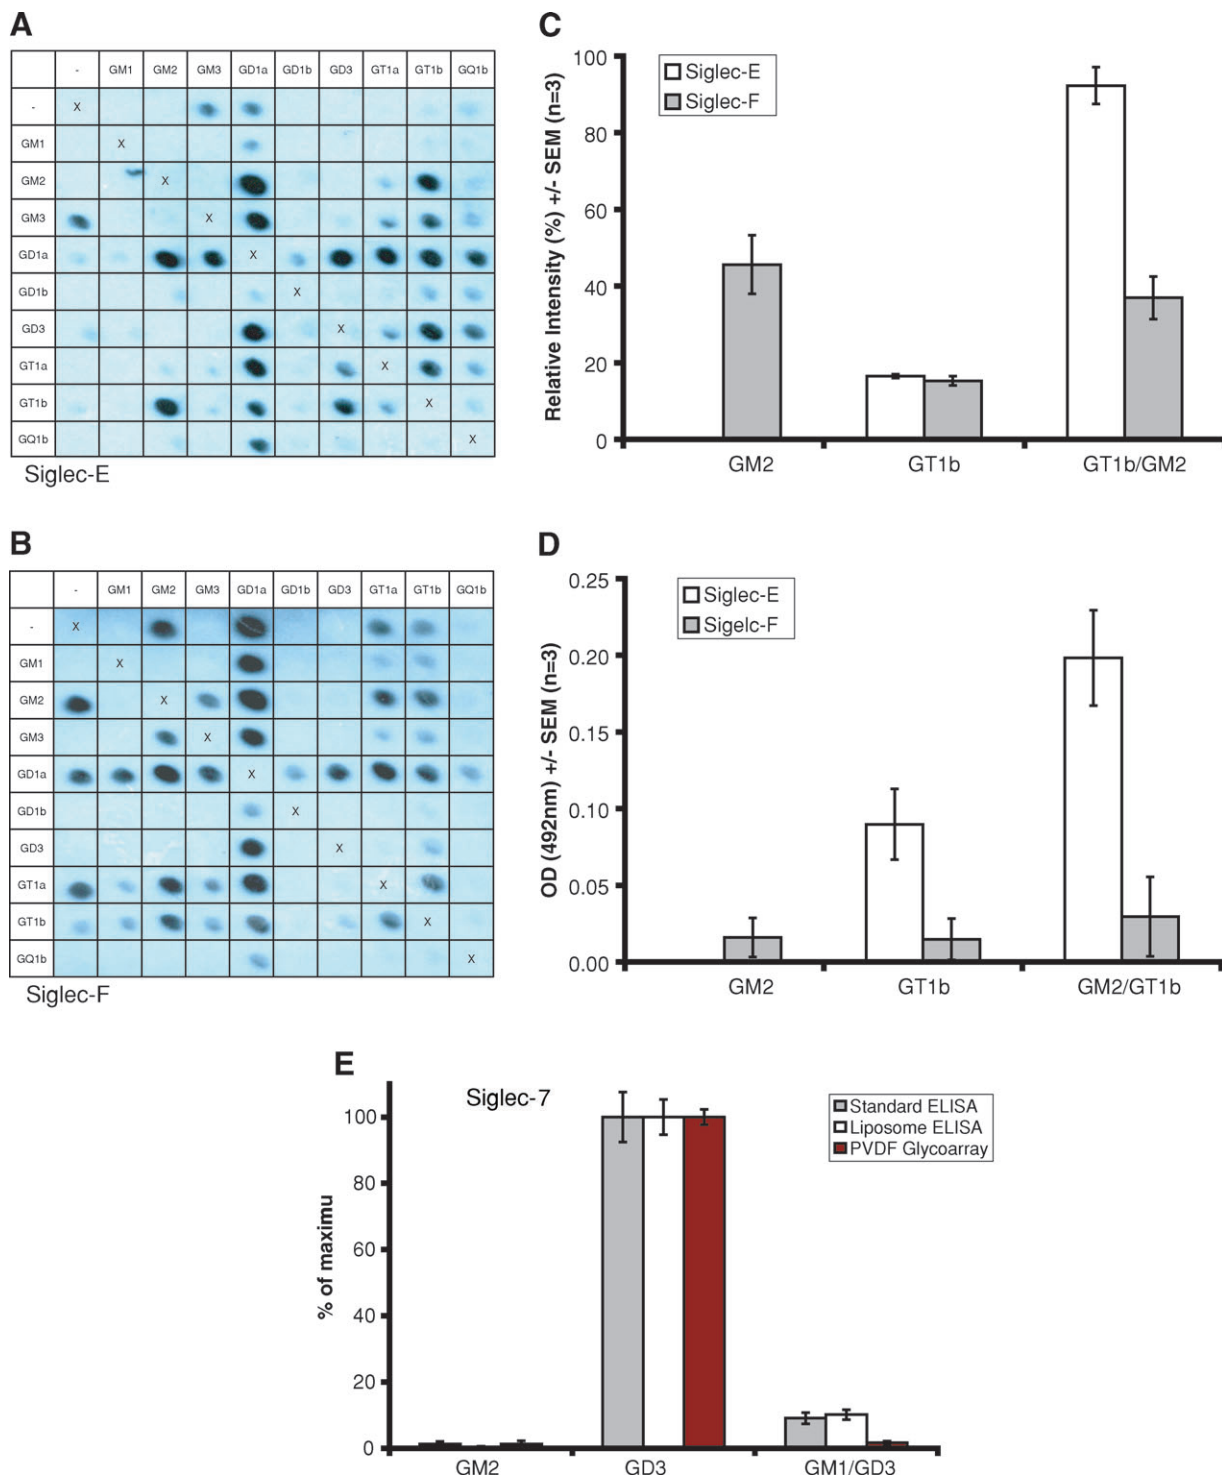 A
- GM1 GM2 GM3 GD1a GD1b GD3 GT1a GT1b GQ1b
- X
GM1 X
GM2 X
GM3 X
GD1a X
GD1b X
GD3 X
GT1a X
GT1b X
GQ1b X
Siglec-E
B
- GM1 GM2 GM3 GD1a GD1b GD3 GT1a GT1b GQ1b
- X
GM1 X
GM2 X
GM3 X
GD1a X
GD1b X
GD3 X
GT1a X
GT1b X
GQ1b X
Siglec-F
C
Relative Intensity (%) +/- SEM (n=3)
100
80
60
40
20
0
Siglec-E
Siglec-F
GM2 GT1b GT1b/GM2
D
OD (492nm) +/- SEM (n=3)
0.25
0.20
0.15
0.10
0.05
0.00
Siglec-E
Sigelc-F
GM2 GT1b GM2/GT1b
E
Siglec-7
% of maximu
100
80
60
40
20
0
Standard ELISA
Liposome ELISA
PVDF Glycoarray
GM2 GD3 GM1/GD3